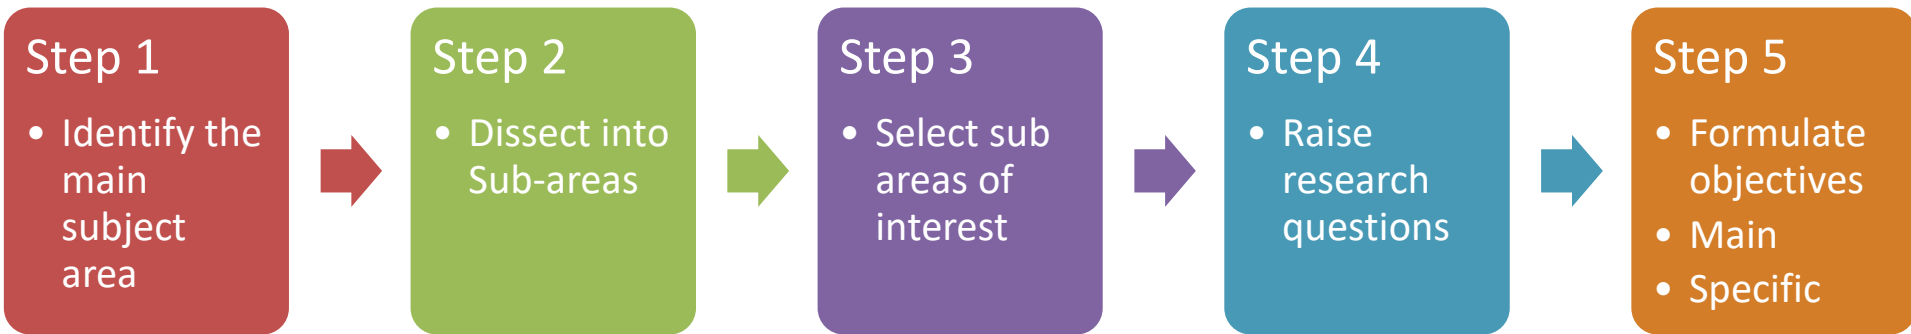 Step 1
• Identify the
main
subject
area
Step 2
• Dissect into
Sub-areas
Step 3
• Select sub
areas of
interest
Step 4
• Raise
research
questions
Step 5
• Formulate
objectives
• Main
• Specific